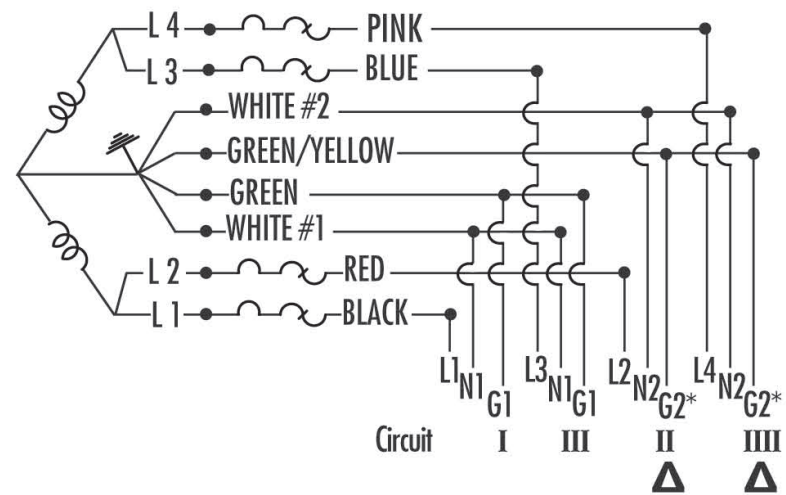 L 4 PINK
L 3 BLUE
WHITE #2
GREEN/YELLOW
GREEN
WHITE #1
L 2 RED
L 1 BLACK
L1 N1 G1 L3 N1 G1 L2 N2 G2* L4 N2 G2*
Circuit I III II IIII
Δ Δ